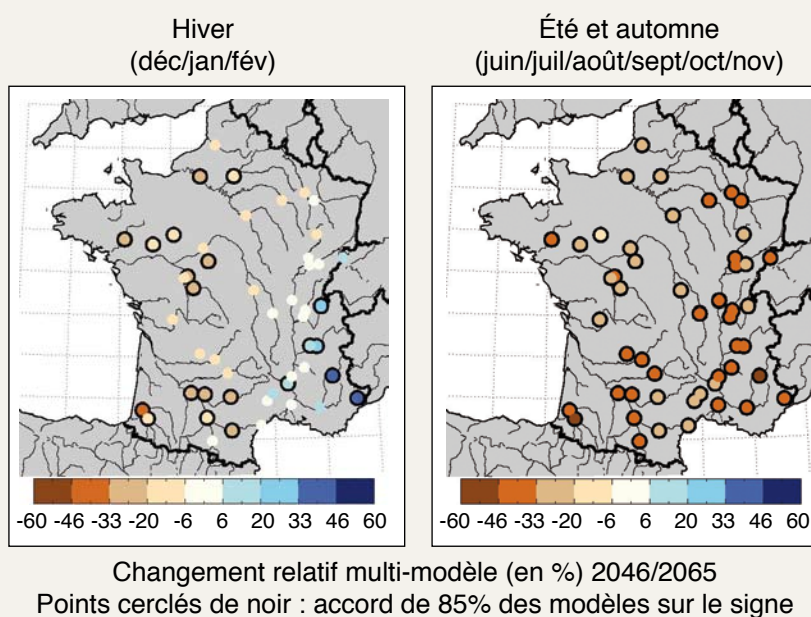 Hiver
(déc/jan/fév)
Été et automne
(juin/juil/août/sept/oct/nov)
-60 -46 -33 -20 -6 6 20 33 46 60
-60 -46 -33 -20 -6 6 20 33 46 60
Changement relatif multi-modèle (en %) 2046/2065
Points cerclés de noir : accord de 85% des modèles sur le signe